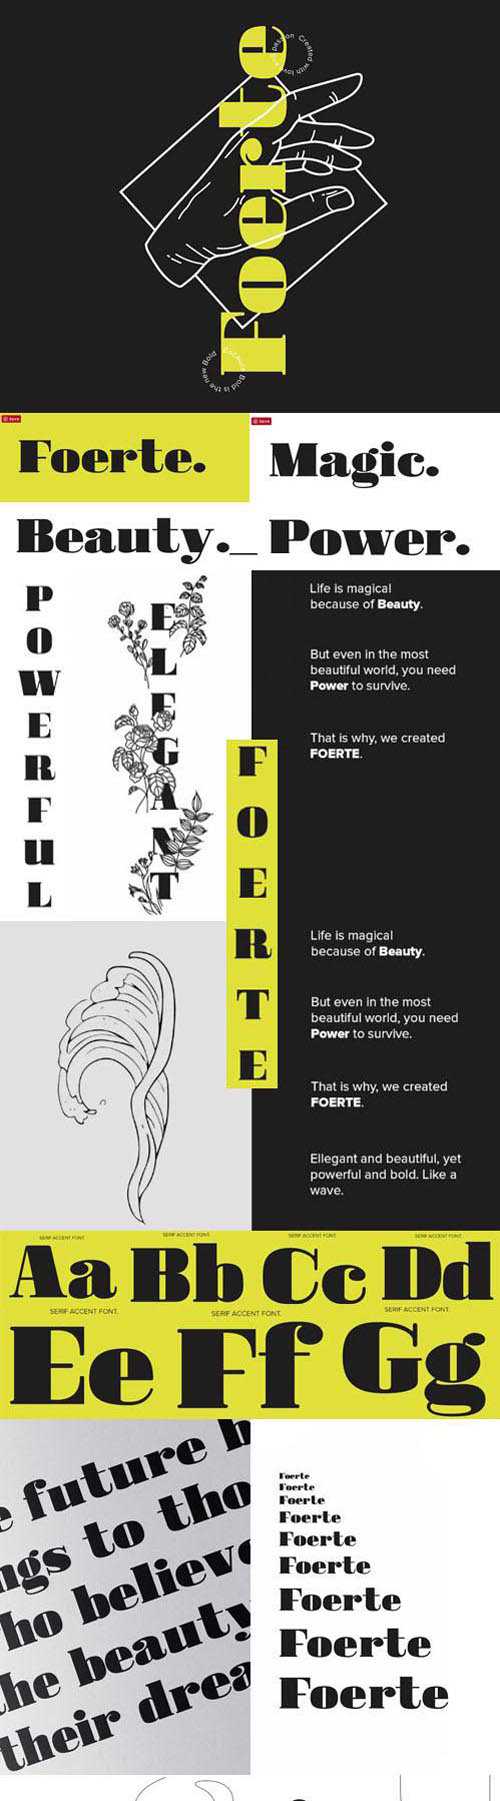 Created with love and passion
Foerte
Because Bold is the new Bold
Save
Save
Foerte.
Magic.
Beauty._
Power.
POWERFUL
ELEGANT
Life is magical
because of Beauty.
But even in the most
beautiful world, you need
Power to survive.
That is why, we created
FOERTE.
FOERTE
Life is magical
because of Beauty.
But even in the most
beautiful world, you need
Power to survive.
That is why, we created
FOERTE.
Ellegant and beautiful, yet
powerful and bold. Like a
wave.
SERIF ACCENT FONT.
SERIF ACCENT FONT.
SERIF ACCENT FONT.
SERIF ACCENT FONT.
Aa Bb Cc Dd
SERIF ACCENT FONT.
SERIF ACCENT FONT.
SERIF ACCENT FONT.
Ee Ff Gg
e future b
ngs to tho
ho believe
he beauty
their drea
Foerte
Foerte
Foerte
Foerte
Foerte
Foerte
Foerte
Foerte
Foerte